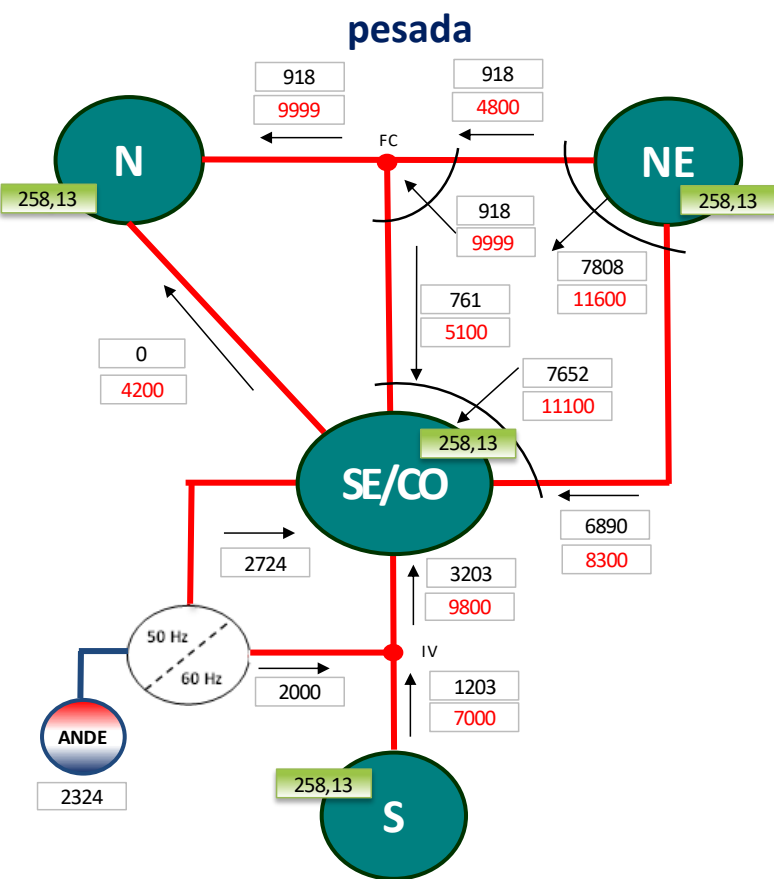 pesada
918
9999
918
4800
FC
N
NE
258,13
258,13
918
9999
7808
11600
761
5100
0
4200
7652
11100
258,13
SE/CO
6890
8300
2724
3203
9800
50 Hz
60 Hz
IV
2000
1203
7000
ANDE
2324
258,13
S